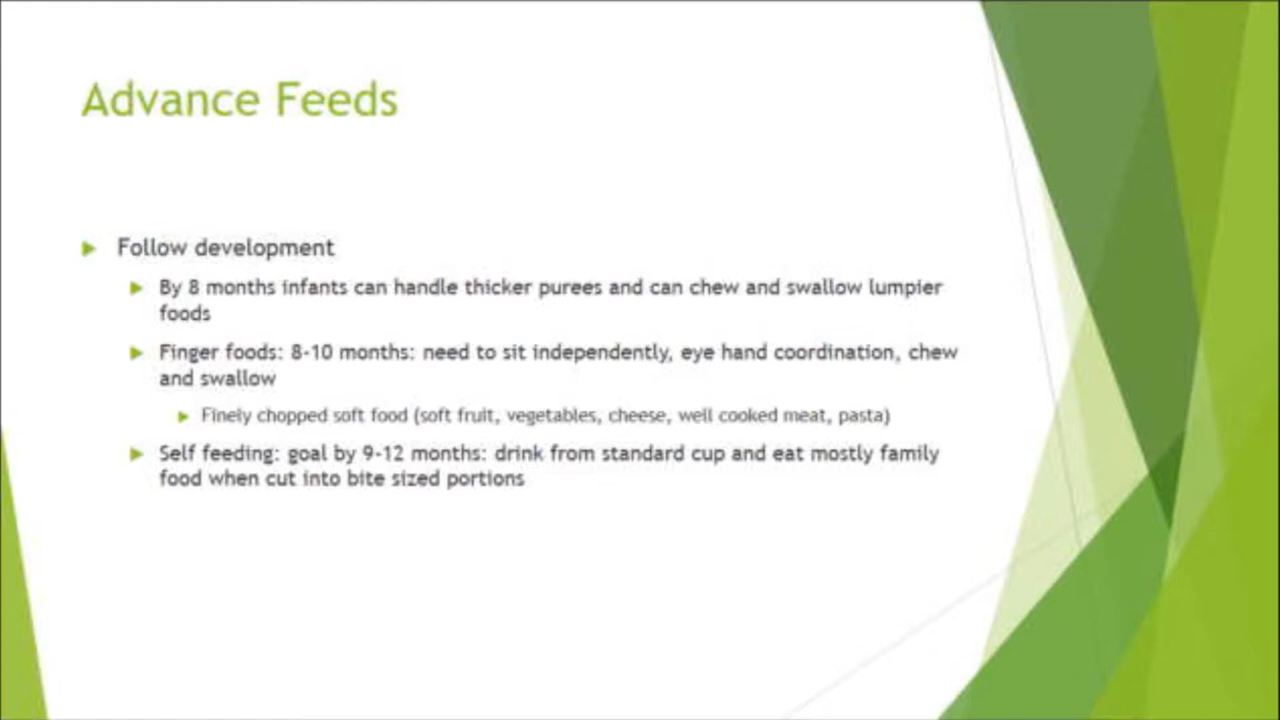 Advance Feeds
Follow development
By 8 months infants can handle thicker purees and can chew and swallow lumpier
foods
Finger foods: 8-10 months: need to sit independently, eye hand coordination, chew
and swallow
Finely chopped soft food (soft fruit, vegetables, cheese, well cooked meat, pasta)
Self feeding: goal by 9-12 months: drink from standard cup and eat mostly family
food when cut into bite sized portions